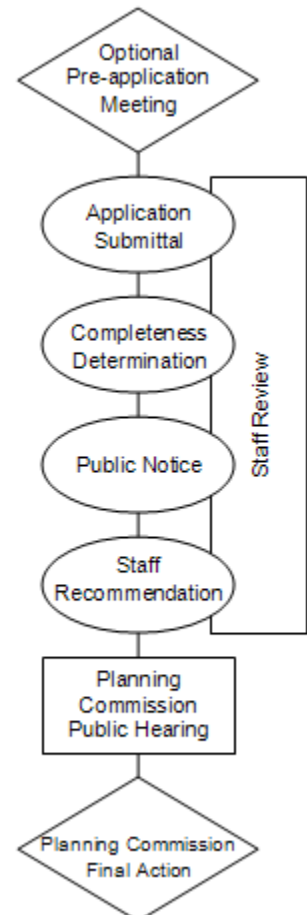 Optional
Pre-application
Meeting
Application
Submittal
Completeness
Determination
Public Notice
Staff
Recommendation
Staff Review
Planning
Commission
Public Hearing
Planning Commission
Final Action